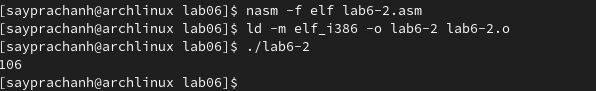 [sayprachanh@archlinux lab06]$ nasm -f elf lab6-2.asm
[sayprachanh@archlinux lab06]$ ld -m elf_i386 -o lab6-2 lab6-2.o
[sayprachanh@archlinux lab06]$ ./lab6-2
106
[sayprachanh@archlinux lab06]$